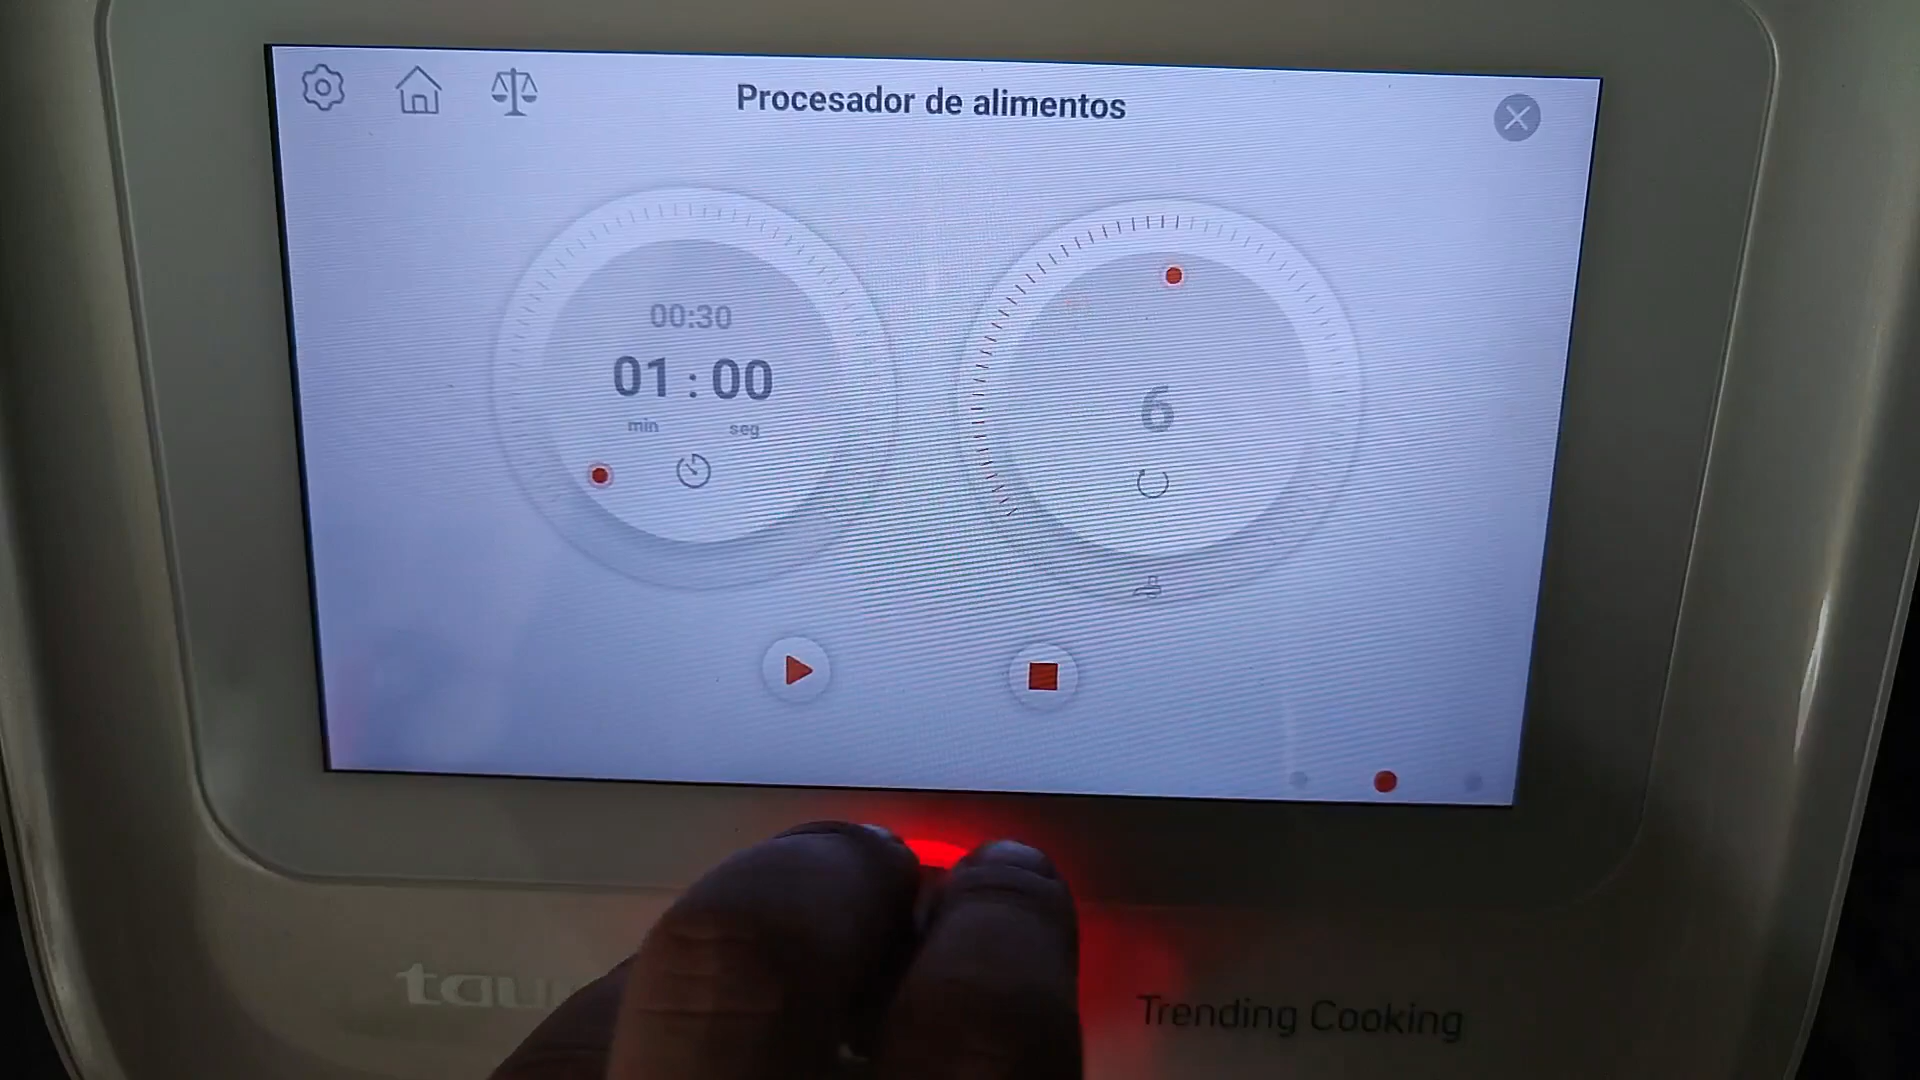 Procesador de alimentos
00:30
01 : 00
min seg
6
Trending Cooking